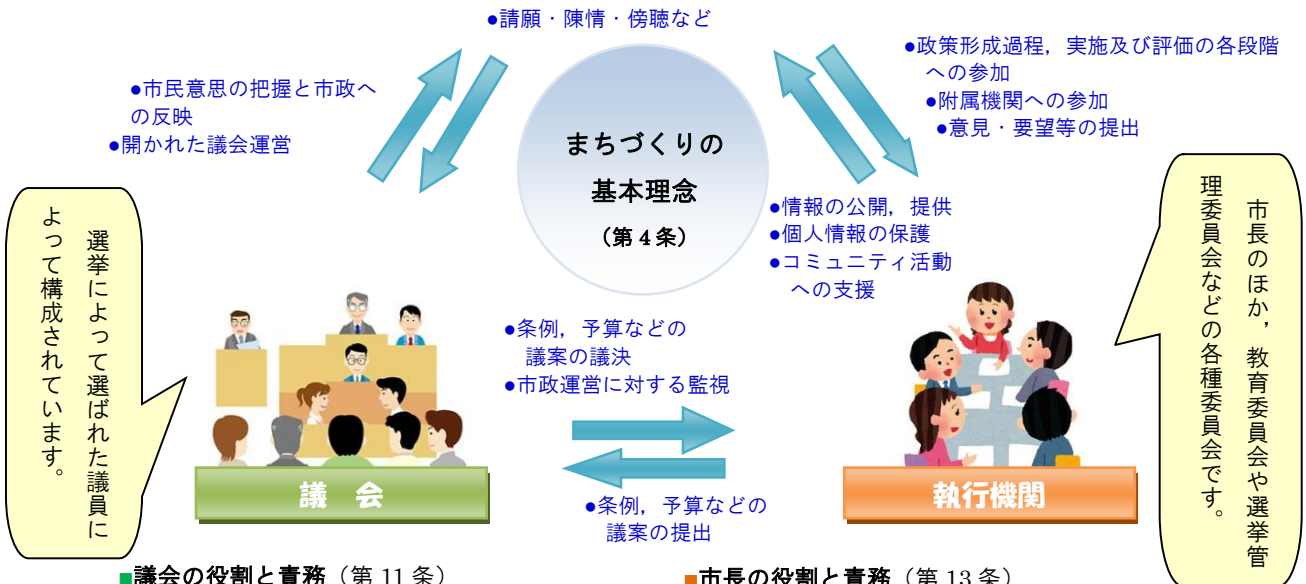 ●請願・陳情・傍聴など
●市民意思の把握と市政へ
の反映
●開かれた議会運営
●政策形成過程，実施及び評価の各段階
への参加
●附属機関への参加
●意見・要望等の提出
まちづくりの
基本理念
（第４条）
●情報の公開，提供
●個人情報の保護
●コミュニティ活動
への支援
選挙によって選ばれた議員に
よって構成されています。
市長のほか，教育委員会や選挙管
理委員会などの各種委員会です。
●条例，予算などの
議案の議決
●市政運営に対する監視
議 会
執行機関
●条例，予算などの
議案の提出
■議会の役割と責務（第 11 条）
■市長の役割と責務（第 13 条）